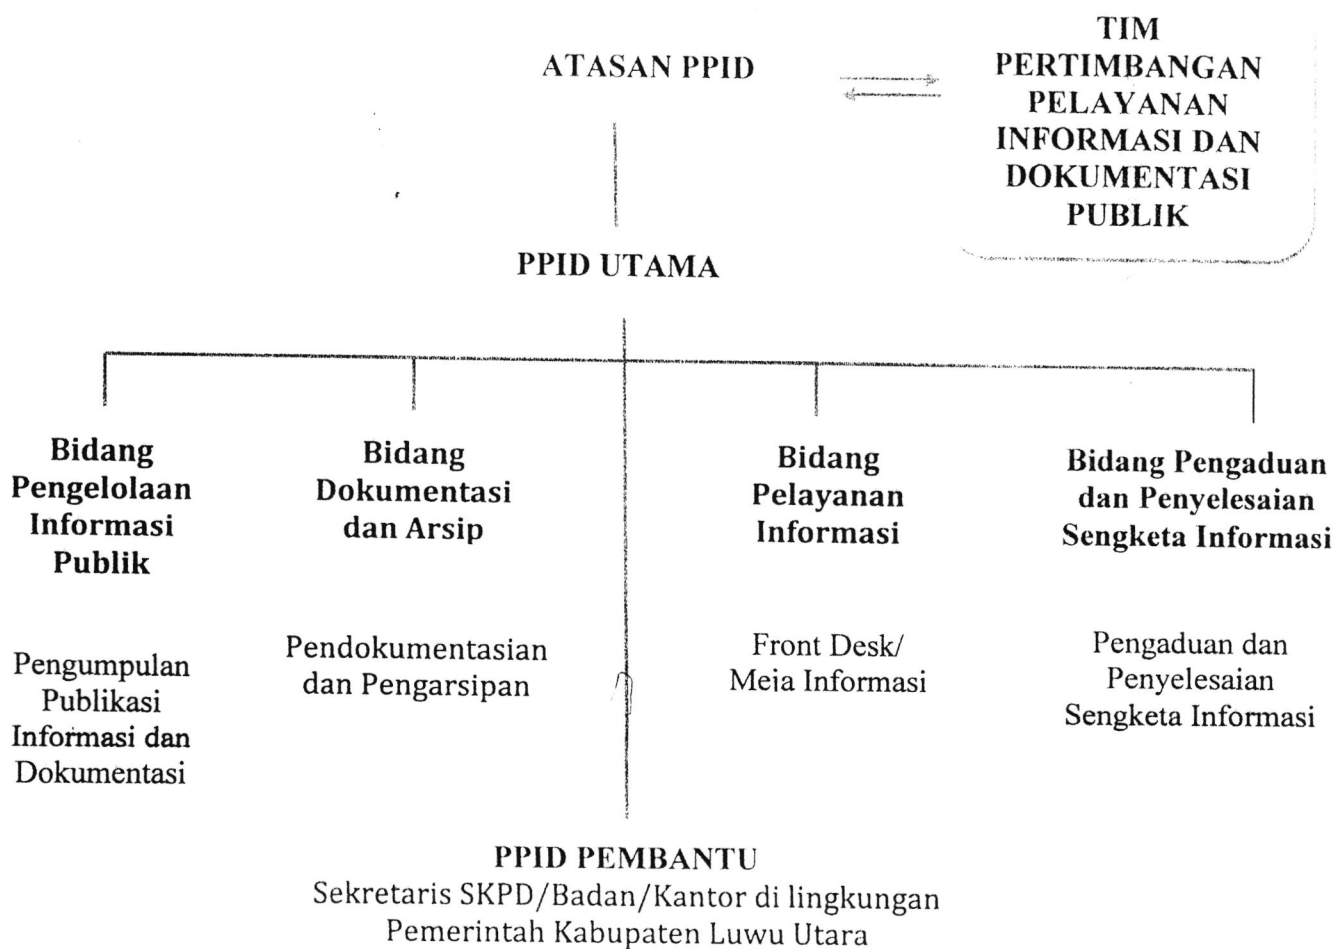 ATASAN PPID
TIM
PERTIMBANGAN
PELAYANAN
INFORMASI DAN
DOKUMENTASI
PUBLIK
PPID UTAMA
Bidang
Pengelolaan
Informasi
Publik
Bidang
Dokumentasi
dan Arsip
Bidang
Pelayanan
Informasi
Bidang Pengaduan
dan Penyelesaian
Sengketa Informasi
Pengumpulan
Publikasi
Informasi dan
Dokumentasi
Pendokumentasian
dan Pengarsipan
Front Desk/
Meia Informasi
Pengaduan dan
Penyelesaian
Sengketa Informasi
PPID PEMBANTU
Sekretaris SKPD/Badan/Kantor di lingkungan
Pemerintah Kabupaten Luwu Utara